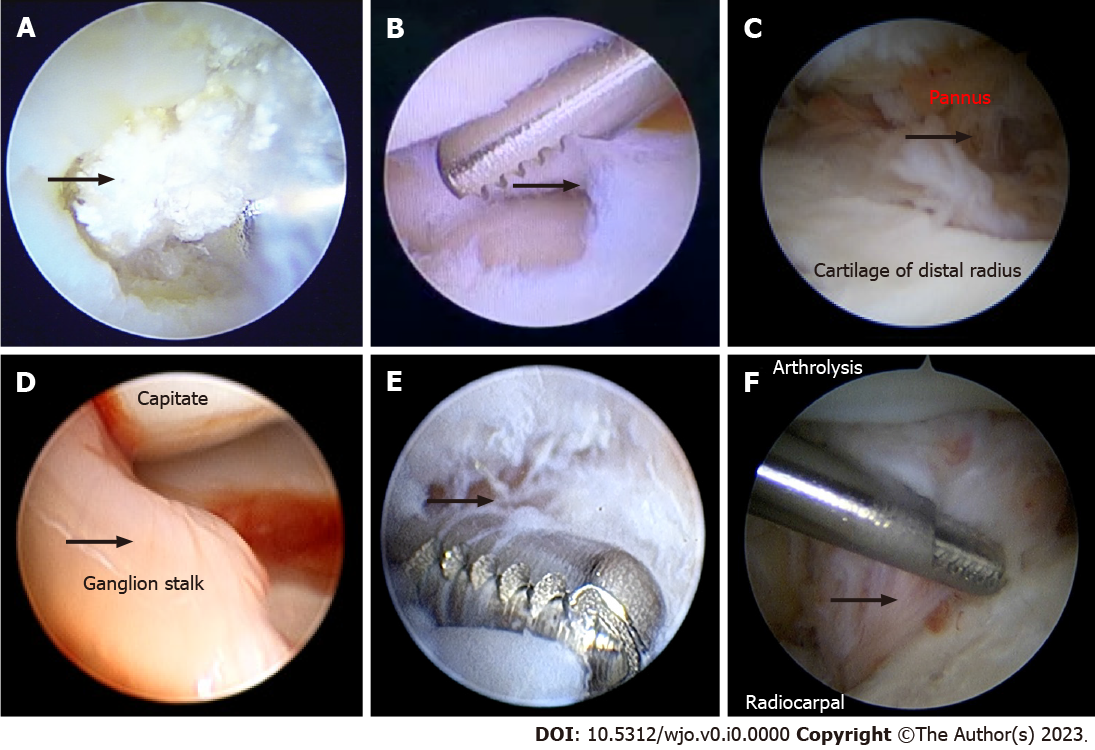 A
B
C
Pannus
Cartilage of distal radius
D
Capitate
Ganglion stalk
E
F
Arthrolysis
Radiocarpal
DOI: 10.5312/wjo.v0.i0.0000 Copyright ©The Author(s) 2023.